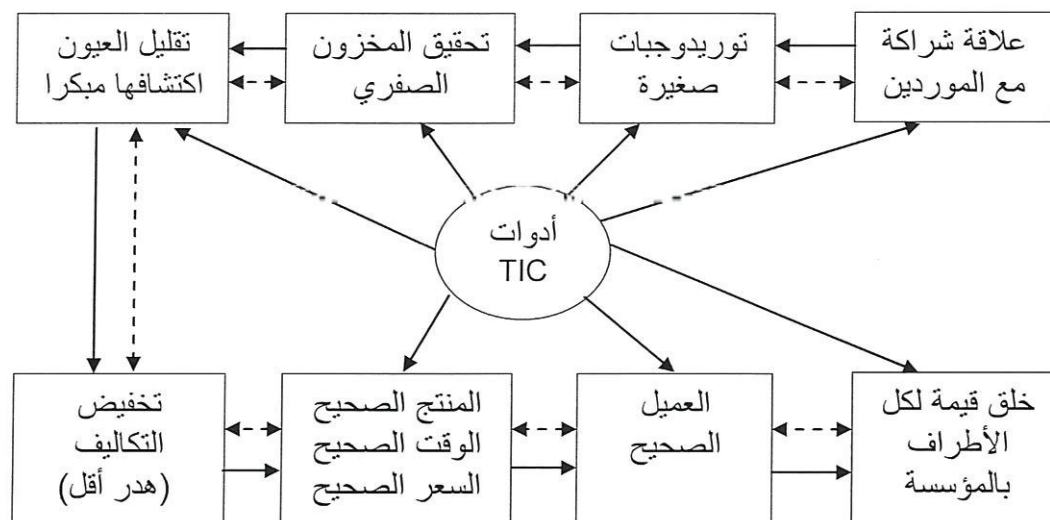 علاقة شراكة
مع الموردين
توريدوجبات
صغيرة
تحقيق المخزون
الصفري
تقليل العيون
اكتشافها مبكرا
أدوات
TIC
تخفيض
التكاليف
(هدر أقل)
المنتج الصحيح
الوقت الصحيح
السعر الصحيح
العميل
الصحيح
خلق قيمة لكل
الأطراف
بالمؤسسة